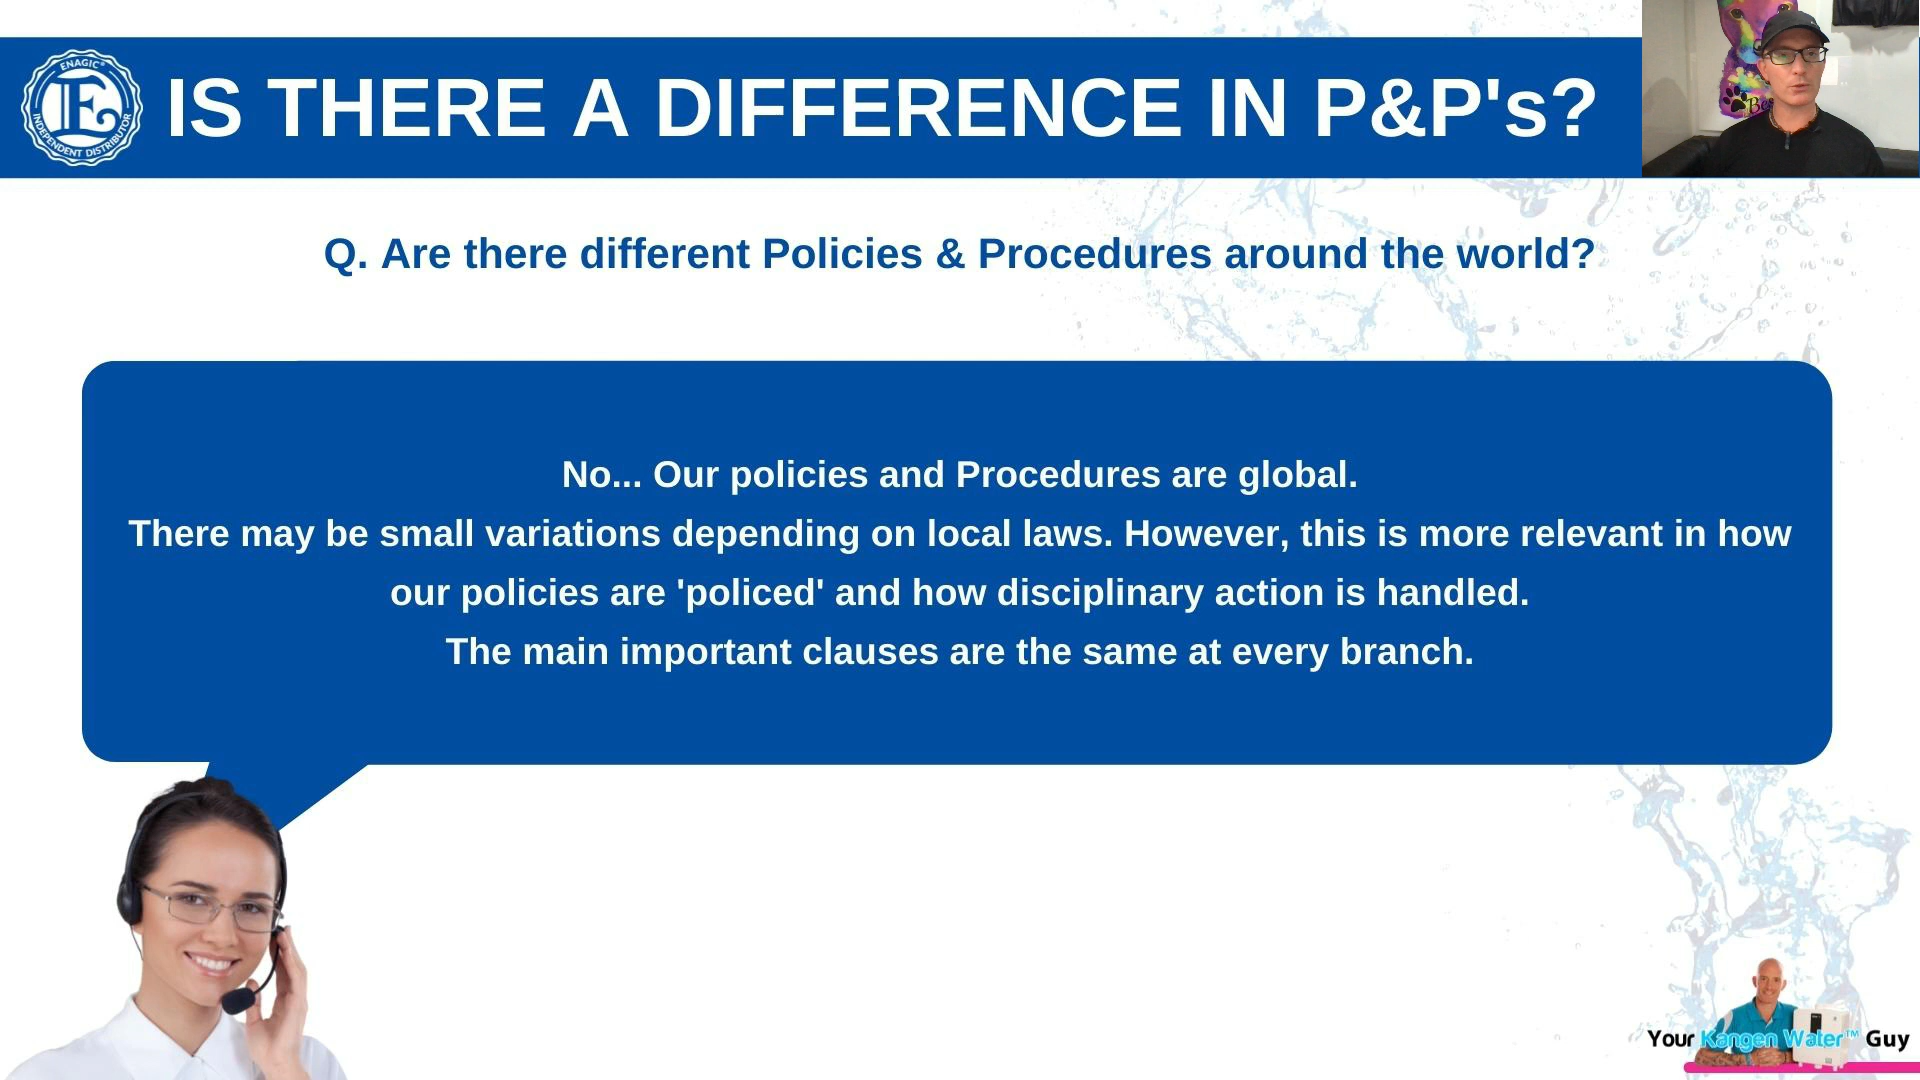 ENAGIC®
E
INDEPENDENT DISTRIBUTOR
IS THERE A DIFFERENCE IN P&P's?
Q. Are there different Policies & Procedures around the world?
No... Our policies and Procedures are global.
There may be small variations depending on local laws. However, this is more relevant in how
our policies are 'policed' and how disciplinary action is handled.
The main important clauses are the same at every branch.
Your Kangen Water™ Guy